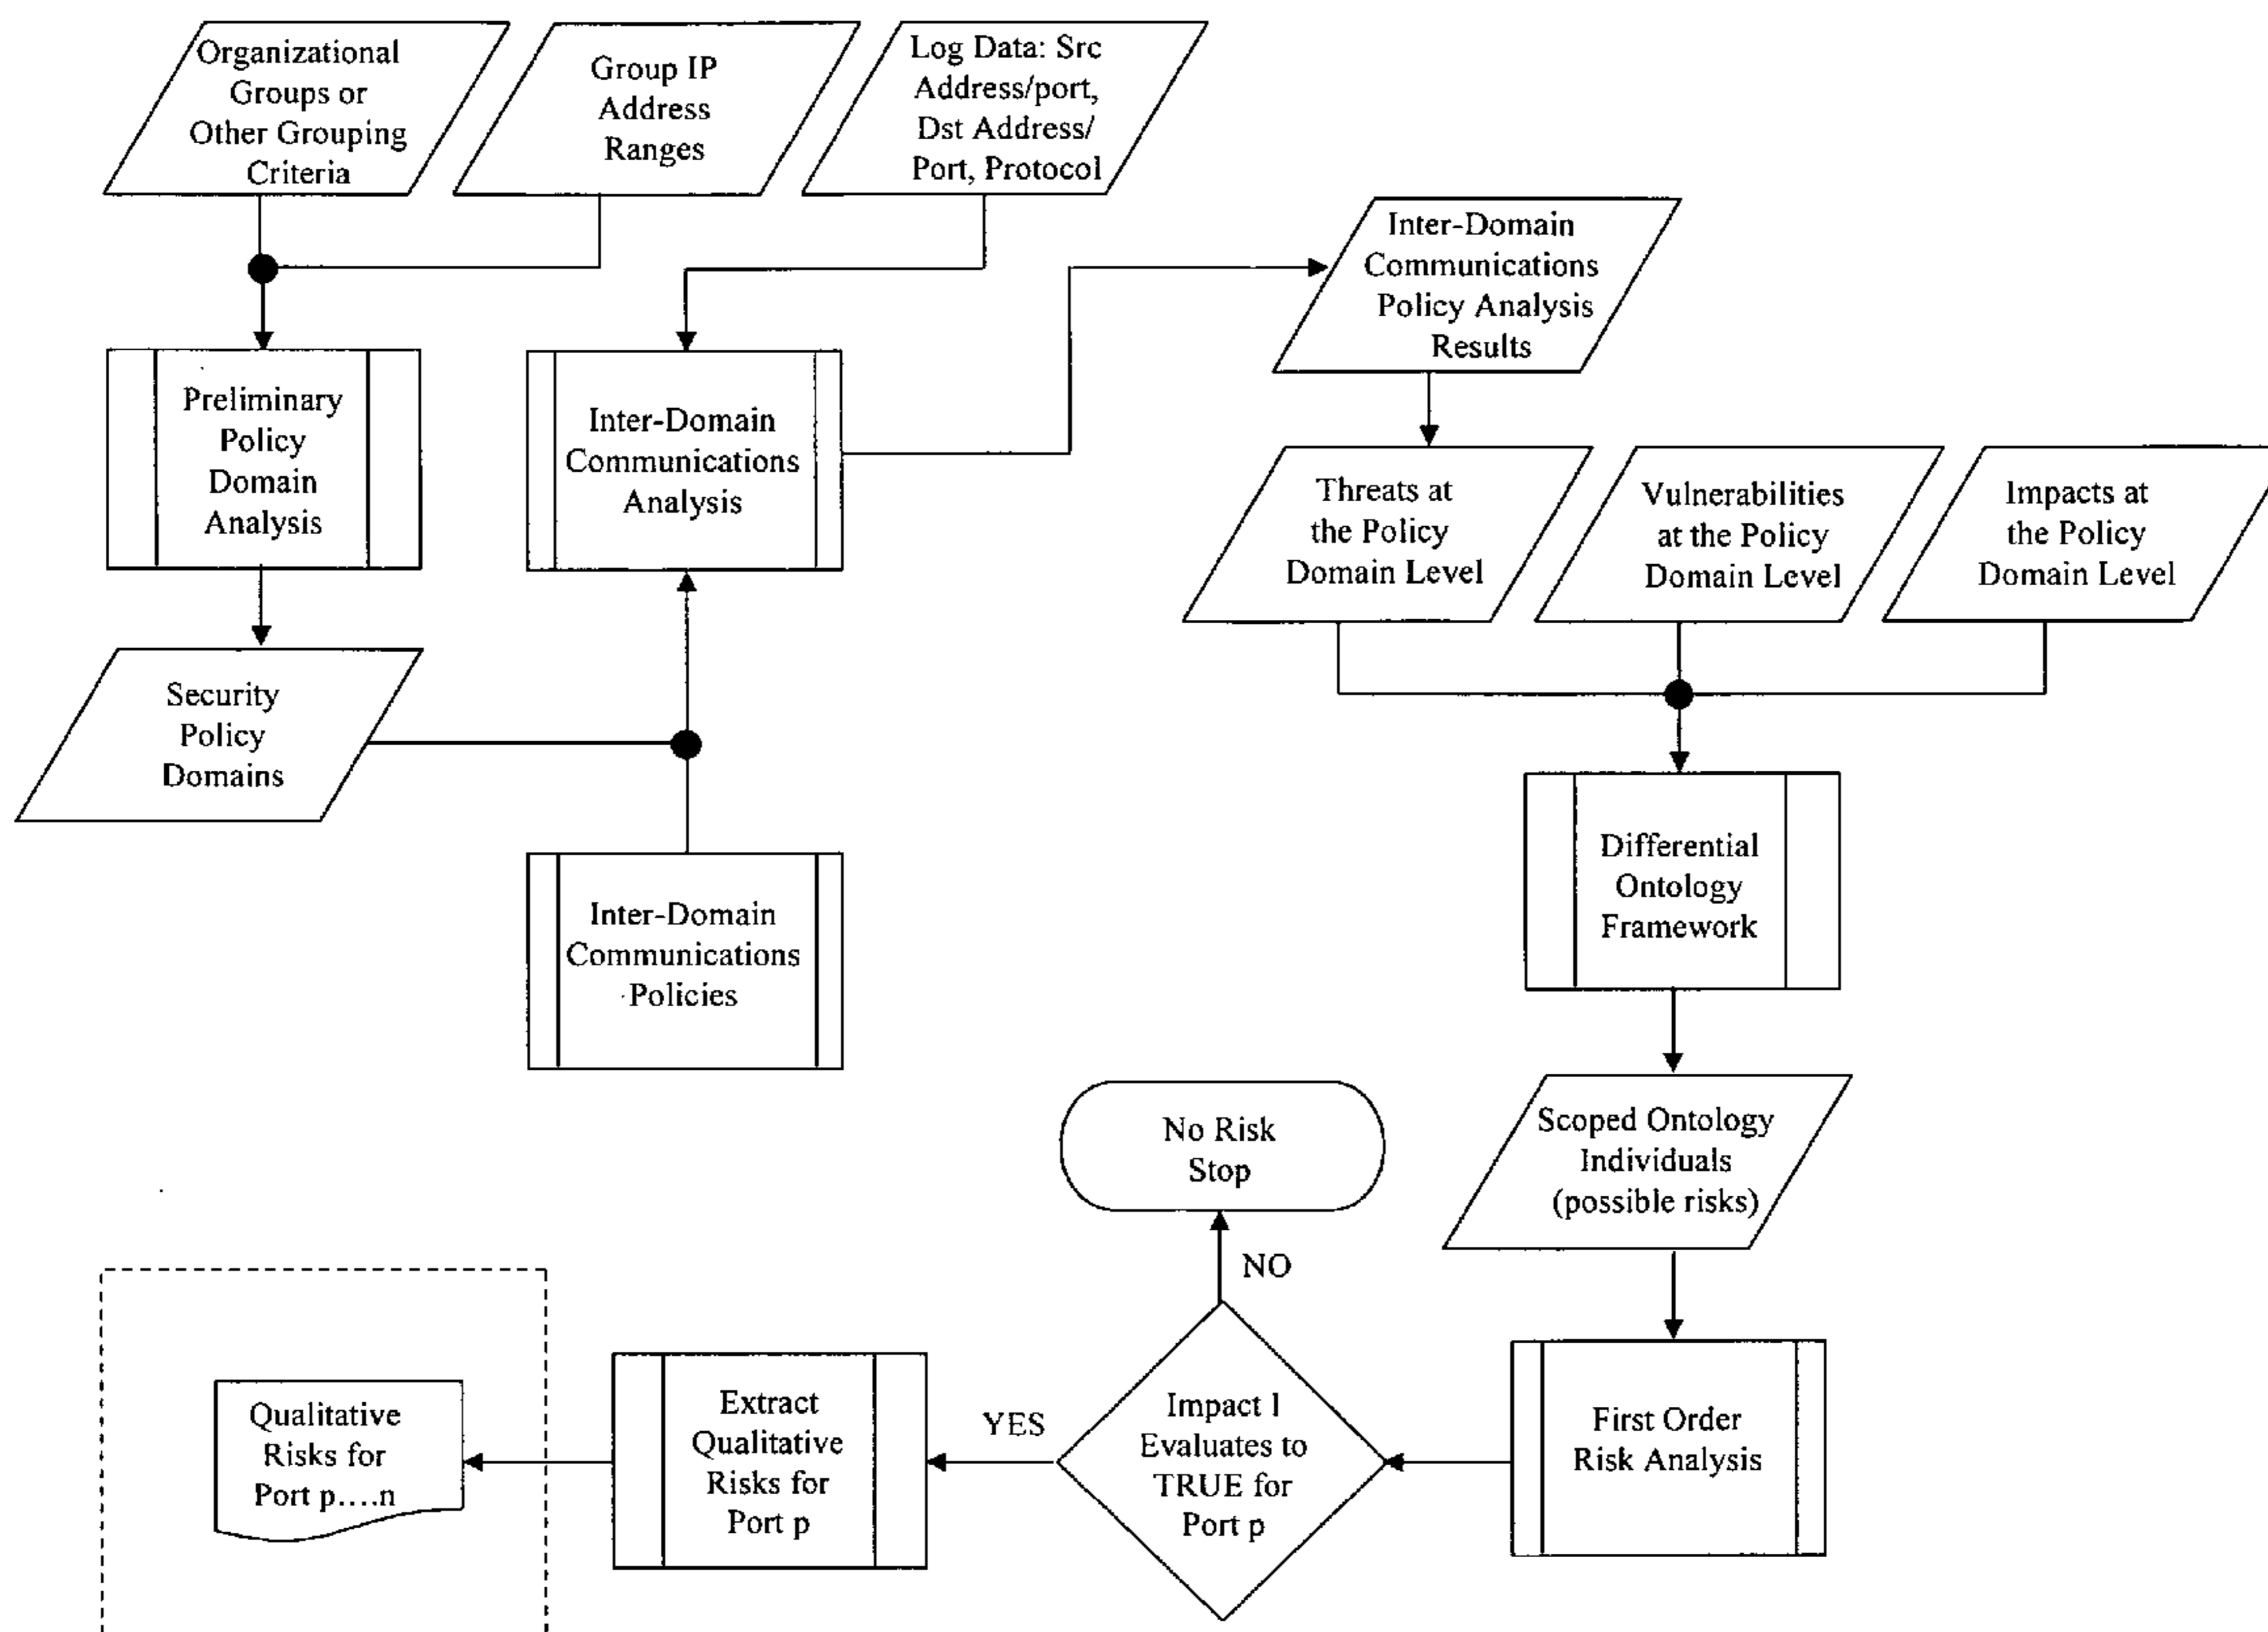 Organizational
Groups or
Other Grouping
Criteria
Group IP
Address
Ranges
Log Data: Src
Address/port,
Dst Address/
Port, Protocol
Inter-Domain
Communications
Policy Analysis
Results
Preliminary
Policy
Domain
Analysis
Inter-Domain
Communications
Analysis
Threats at
the Policy
Domain Level
Vulnerabilities
at the Policy
Domain Level
Impacts at
the Policy
Domain Level
Security
Policy
Domains
Inter-Domain
Communications
Policies
Differential
Ontology
Framework
Scoped Ontology
Individuals
(possible risks)
No Risk
Stop
NO
First Order
Risk Analysis
Impact I
Evaluates to
TRUE for
Port p
YES
Extract
Qualitative
Risks for
Port p
Qualitative
Risks for
Port p....n